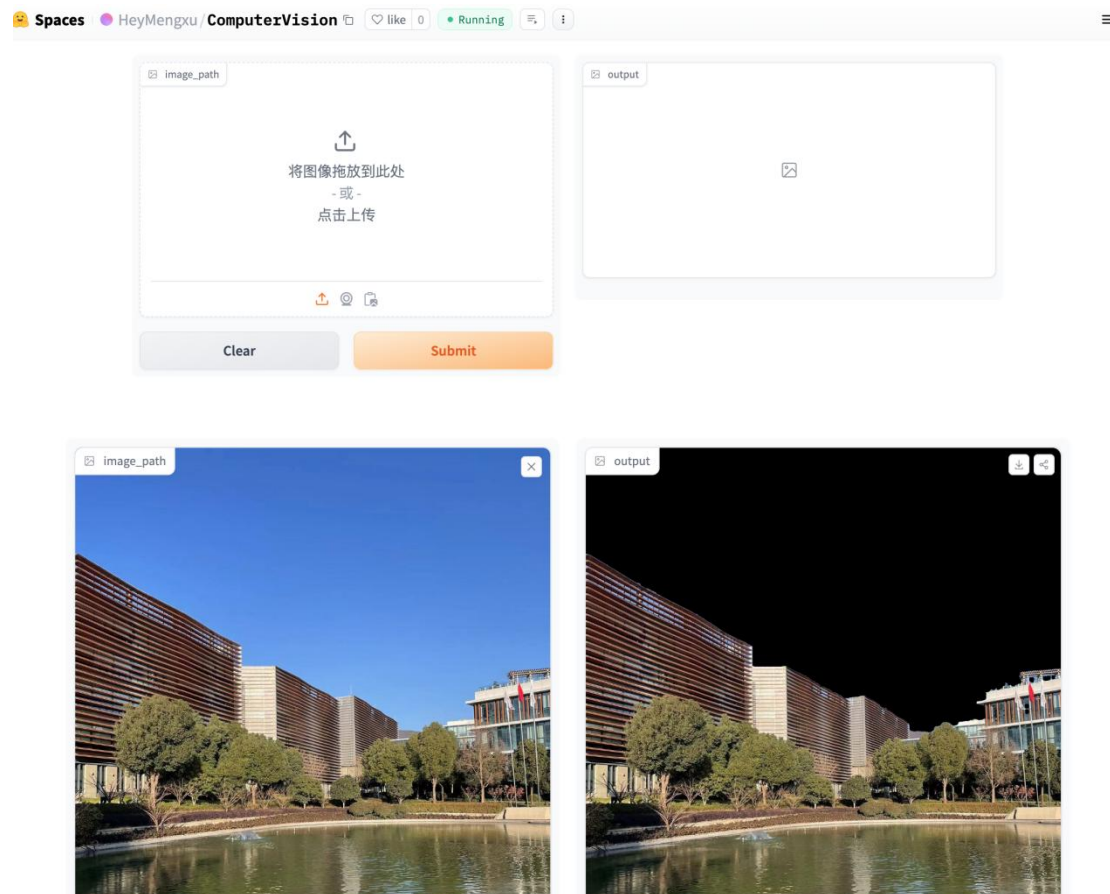 Spaces HeyMengxu/ComputerVision like 0 Running
image_path
将图像拖放到此处
- 或 -
点击上传
Clear Submit
output
image_path
output